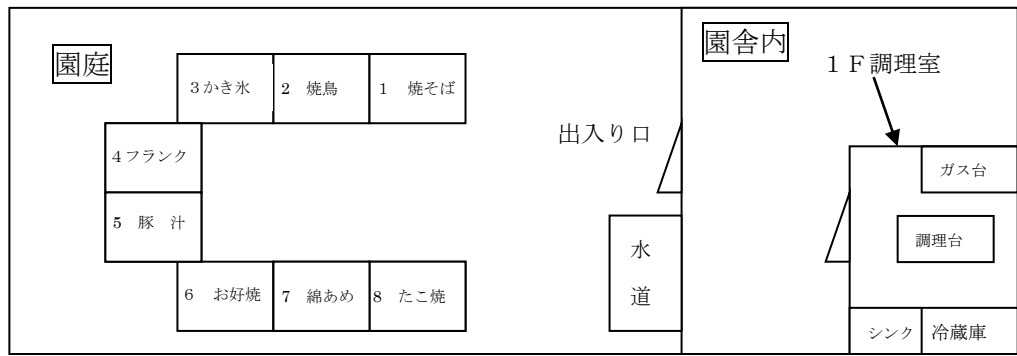 園庭
園舎内
1F調理室
3かき氷
2 焼鳥
1 焼そば
出入り口
4フランク
ガス台
5 豚 汁
調理台
水
道
6 お好焼
7 綿あめ
8 たこ焼
シンク
冷蔵庫